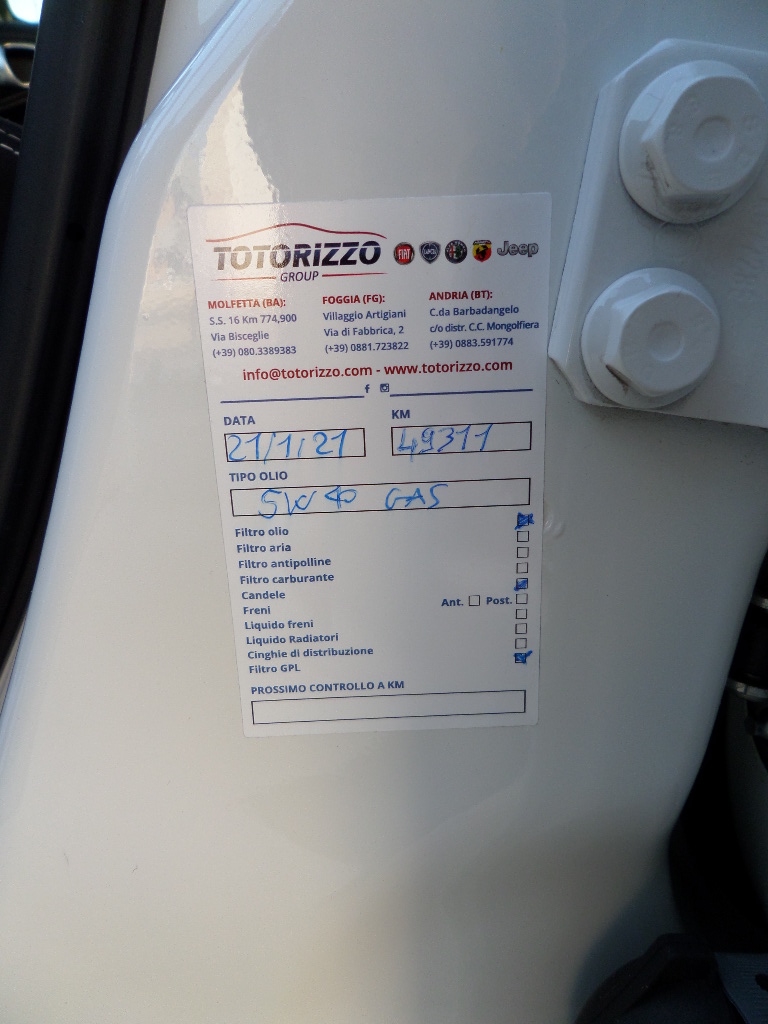 TOTORIZZO
GROUP
FIAT LANCIA Jeep
MOLFETTA (BA):
S.S. 16 Km 774,900
Via Bisceglie
(+39) 080.3389383
FOGGIA (FG):
Villaggio Artigiani
Via di Fabbrica, 2
(+39) 0881.723822
ANDRIA (BT):
C.da Barbadangelo
c/o distr. C.C. Mongolfiera
(+39) 0883.591774
info@totorizzo.com - www.totorizzo.com
DATA
21/1/21
KM
49311
TIPO OLIO
5W40 GAS
Filtro olio
Filtro aria
Filtro antipolline
Filtro carburante
Candele
Freni Ant. Post.
Liquido freni
Liquido Radiatori
Cinghie di distribuzione
Filtro GPL
PROSSIMO CONTROLLO A KM